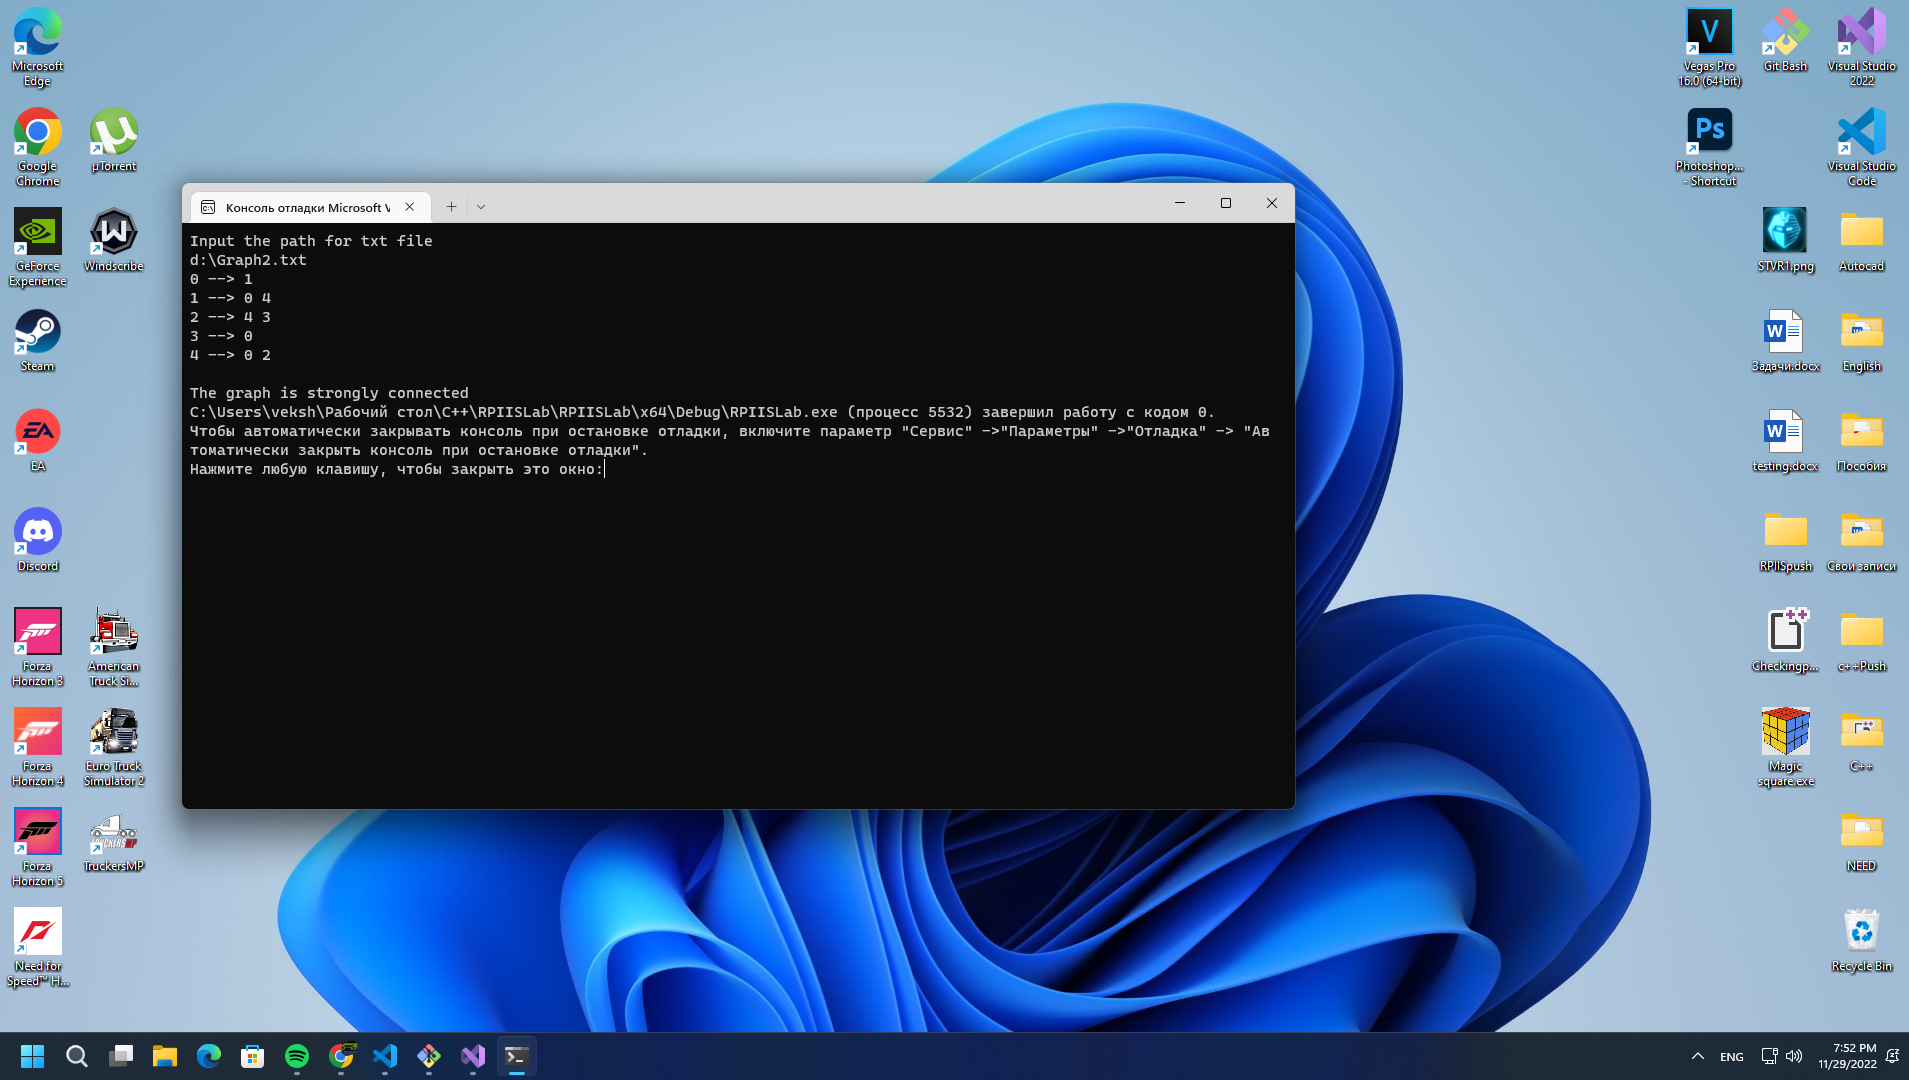 Microsoft
Edge
Google
Chrome
µTorrent
GeForce
Experience
Windscribe
Steam
EA
Discord
Forza
Horizon 3
American
Truck Si...
Forza
Horizon 4
Euro Truck
Simulator 2
Forza
Horizon 5
TruckersMP
Need for
Speed™ H...
Консоль отладки Microsoft V
Input the path for txt file
d:\Graph2.txt
0 --> 1
1 --> 0 4
2 --> 4 3
3 --> 0
4 --> 0 2
The graph is strongly connected
C:\Users\veksh\Рабочий стол\C++\RPIISLab\RPIISLab\x64\Debug\RPIISLab.exe (процесс 5532) завершил работу с кодом 0.
Чтобы автоматически закрывать консоль при остановке отладки, включите параметр "Сервис" ->"Параметры" ->"Отладка" -> "Ав
томатически закрыть консоль при остановке отладки".
Нажмите любую клавишу, чтобы закрыть это окно:
Vegas Pro
16.0 (64-bit)
Git Bash
Visual Studio
2022
Photoshop...
- Shortcut
Visual Studio
Code
STVR1.png
Autocad
Задачи.docx
English
testing.docx
Пособия
RPIISpush
Свои записи
Checkingp...
c++Push
Magic
square.exe
C++
NEED
Recycle Bin
ENG
7:52 PM
11/29/2022